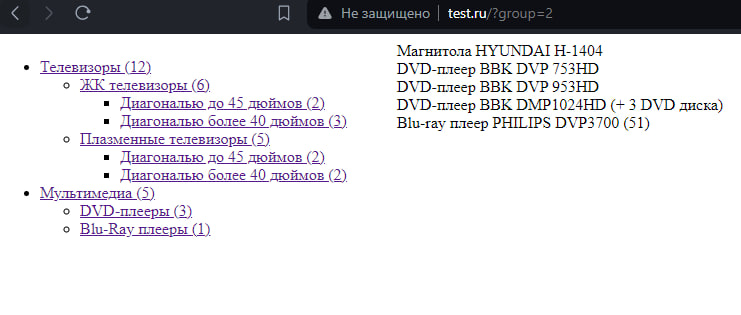 Не защищено test.ru/?group=2
Телевизоры (12)
ЖК телевизоры (6)
Диагональю до 45 дюймов (2)
Диагональю более 40 дюймов (3)
Плазменные телевизоры (5)
Диагональю до 45 дюймов (2)
Диагональю более 40 дюймов (2)
Мультимедиа (5)
DVD-плееры (3)
Blu-Ray плееры (1)
Магнитола HYUNDAI H-1404
DVD-плеер BBK DVP 753HD
DVD-плеер BBK DVP 953HD
DVD-плеер BBK DMP1024HD (+ 3 DVD диска)
Blu-ray плеер PHILIPS DVP3700 (51)